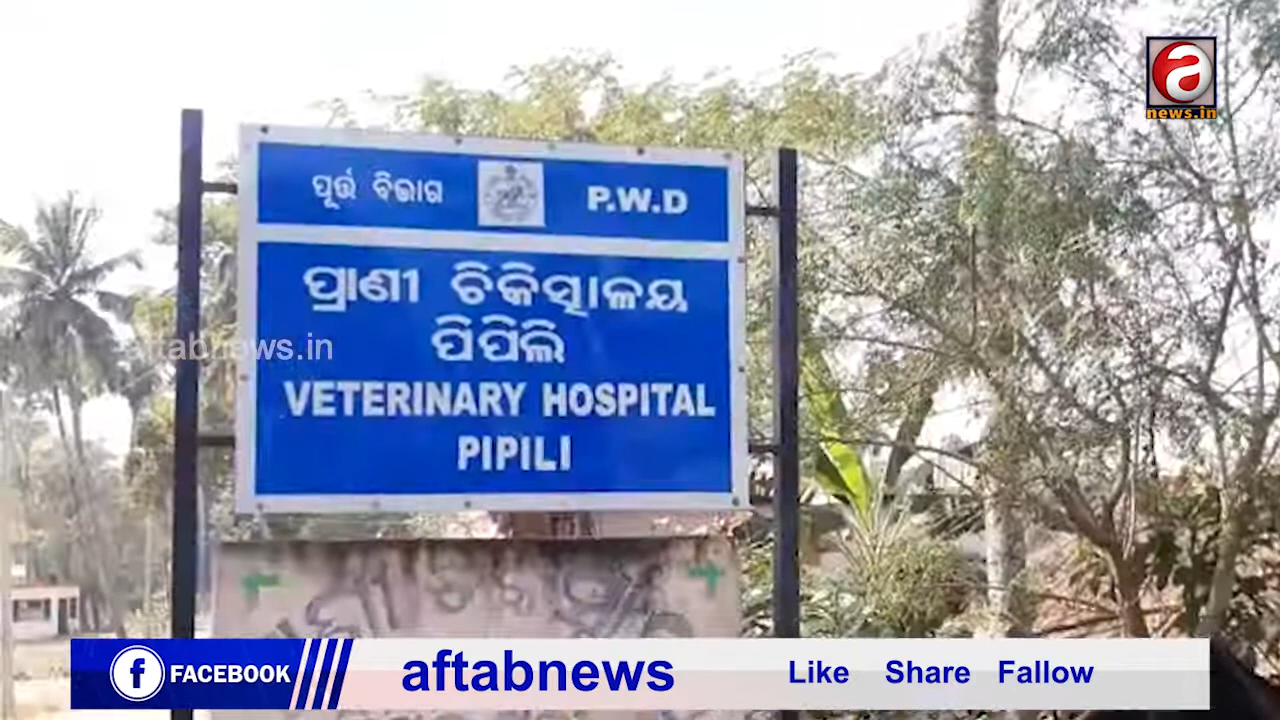 a
news.in
ପୂର୍ତ୍ତ ବିଭାଗ P.W.D
ପ୍ରାଣୀ ଚିକିତ୍ସାଳୟ
ପିପିଲି
aftabnews.in
VETERINARY HOSPITAL
PIPILI
f FACEBOOK aftabnews Like Share Fallow